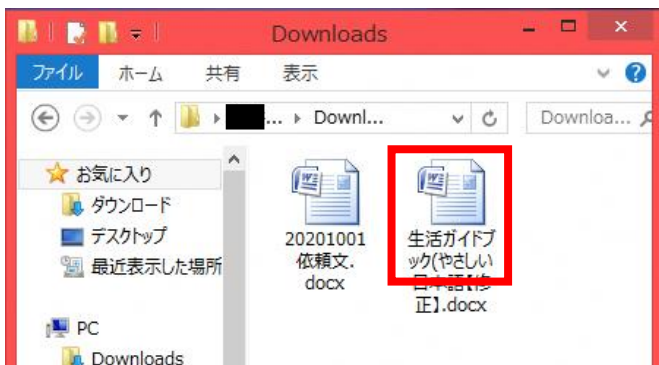 Downloads
ファイル ホーム 共有 表示
... Downl... Downloa...
お気に入り
ダウンロード
デスクトップ
最近表示した場所
PC
Downloads
20201001
依頼文.
docx
生活ガイドブ
ック(やさしい
日本語【修
正】.docx